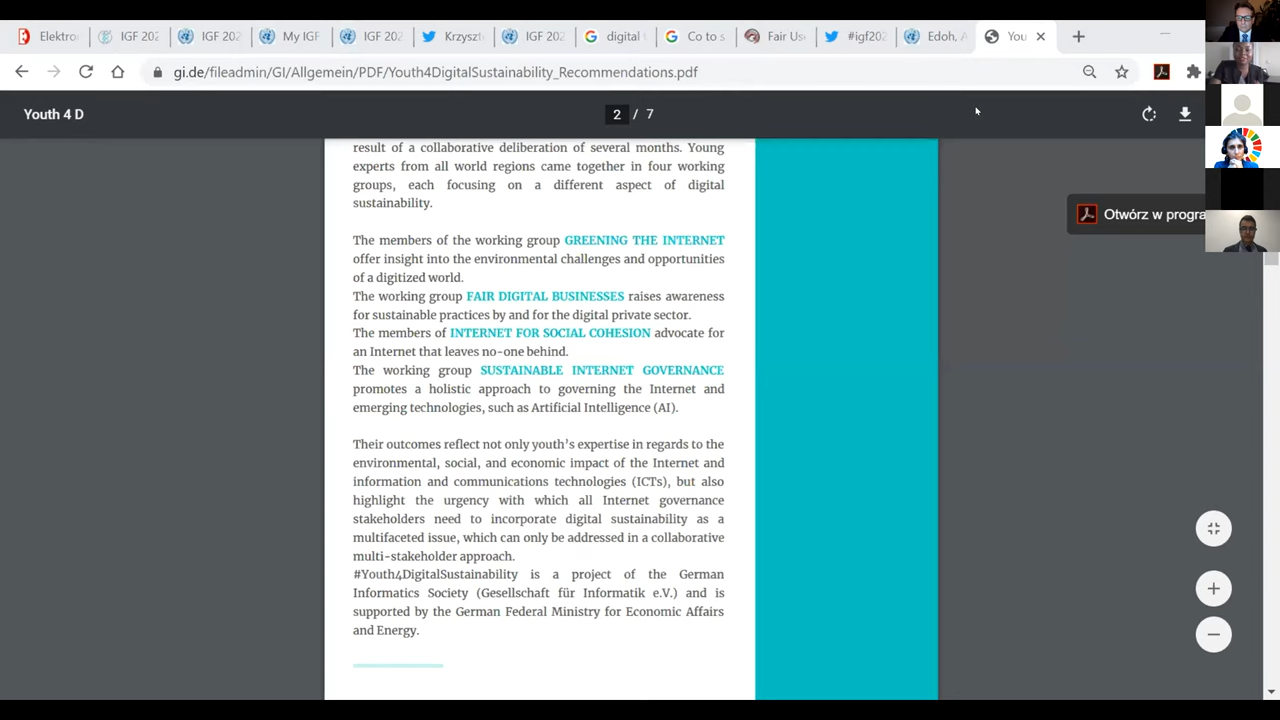 Elektro
IGF 202
IGF 202
My IGF
IGF 202
Krzyszt
IGF 202
digital
Co to s
Fair Use
#igf202
Edoh, A
You
gi.de/fileadmin/GI/Allgemein/PDF/Youth4DigitalSustainability_Recommendations.pdf
Youth 4 D
2 / 7
result of a collaborative deliberation of several months. Young
experts from all world regions came together in four working
groups, each focusing on a different aspect of digital
sustainability.
Otwórz w progra
The members of the working group GREENING THE INTERNET
offer insight into the environmental challenges and opportunities
of a digitized world.
The working group FAIR DIGITAL BUSINESSES raises awareness
for sustainable practices by and for the digital private sector.
The members of INTERNET FOR SOCIAL COHESION advocate for
an Internet that leaves no-one behind.
The working group SUSTAINABLE INTERNET GOVERNANCE
promotes a holistic approach to governing the Internet and
emerging technologies, such as Artificial Intelligence (AI).
Their outcomes reflect not only youth's expertise in regards to the
environmental, social, and economic impact of the Internet and
information and communications technologies (ICTs), but also
highlight the urgency with which all Internet governance
stakeholders need to incorporate digital sustainability as a
multifaceted issue, which can only be addressed in a collaborative
multi-stakeholder approach.
#Youth4DigitalSustainability is a project of the German
Informatics Society (Gesellschaft für Informatik e.V.) and is
supported by the German Federal Ministry for Economic Affairs
and Energy.